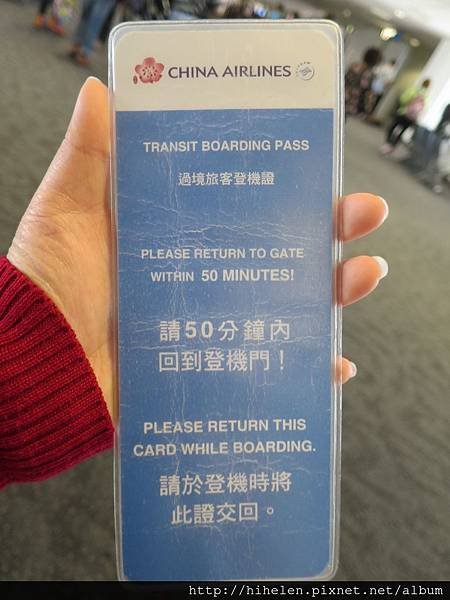 CHINA AIRLINES
TRANSIT BOARDING PASS
過境旅客登機證
PLEASE RETURN TO GATE
WITHIN 50 MINUTES!
請50分鐘內
回到登機門！
PLEASE RETURN THIS
CARD WHILE BOARDING.
請於登機時將
此證交回。
http://hihelen.pixnet.net/album